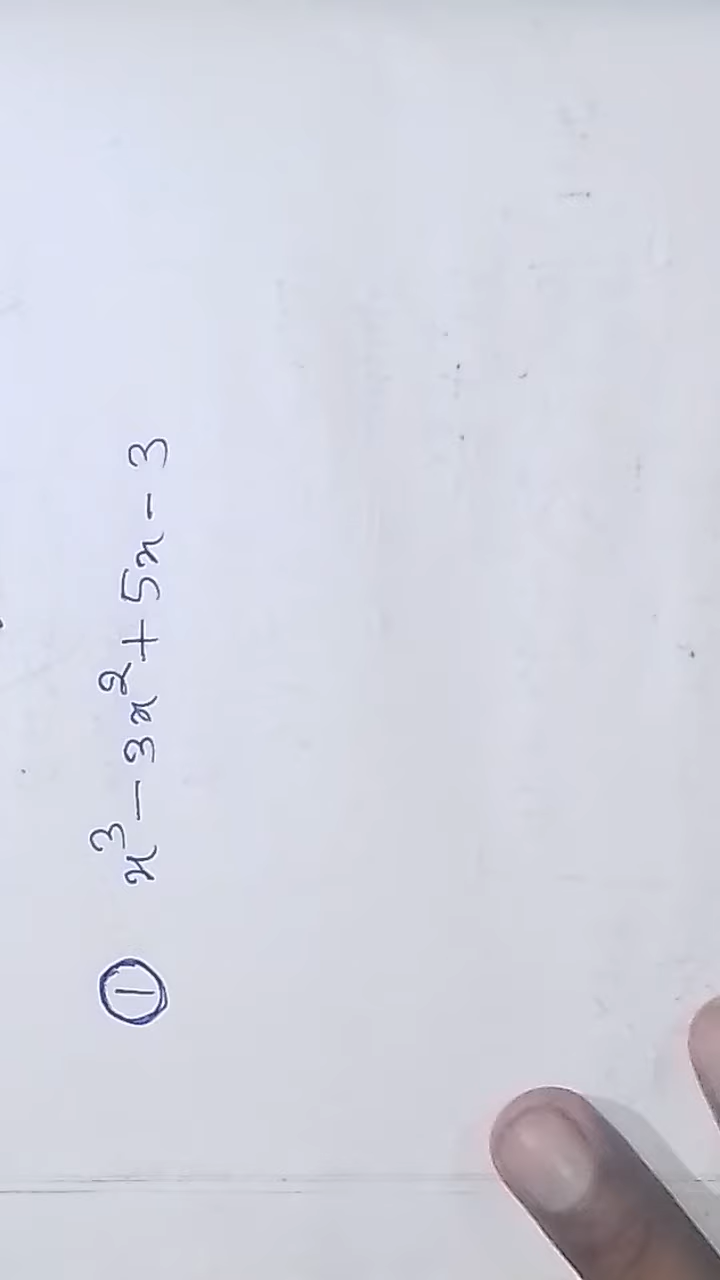 ① x³ - 3x² + 5x - 3